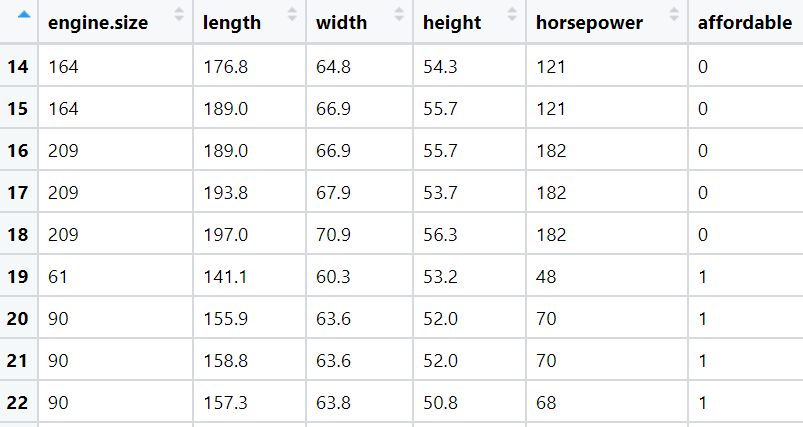 engine.size length width height horsepower affordable
14 164 176.8 64.8 54.3 121 0
15 164 189.0 66.9 55.7 121 0
16 209 189.0 66.9 55.7 182 0
17 209 193.8 67.9 53.7 182 0
18 209 197.0 70.9 56.3 182 0
19 61 141.1 60.3 53.2 48 1
20 90 155.9 63.6 52.0 70 1
21 90 158.8 63.6 52.0 70 1
22 90 157.3 63.8 50.8 68 1